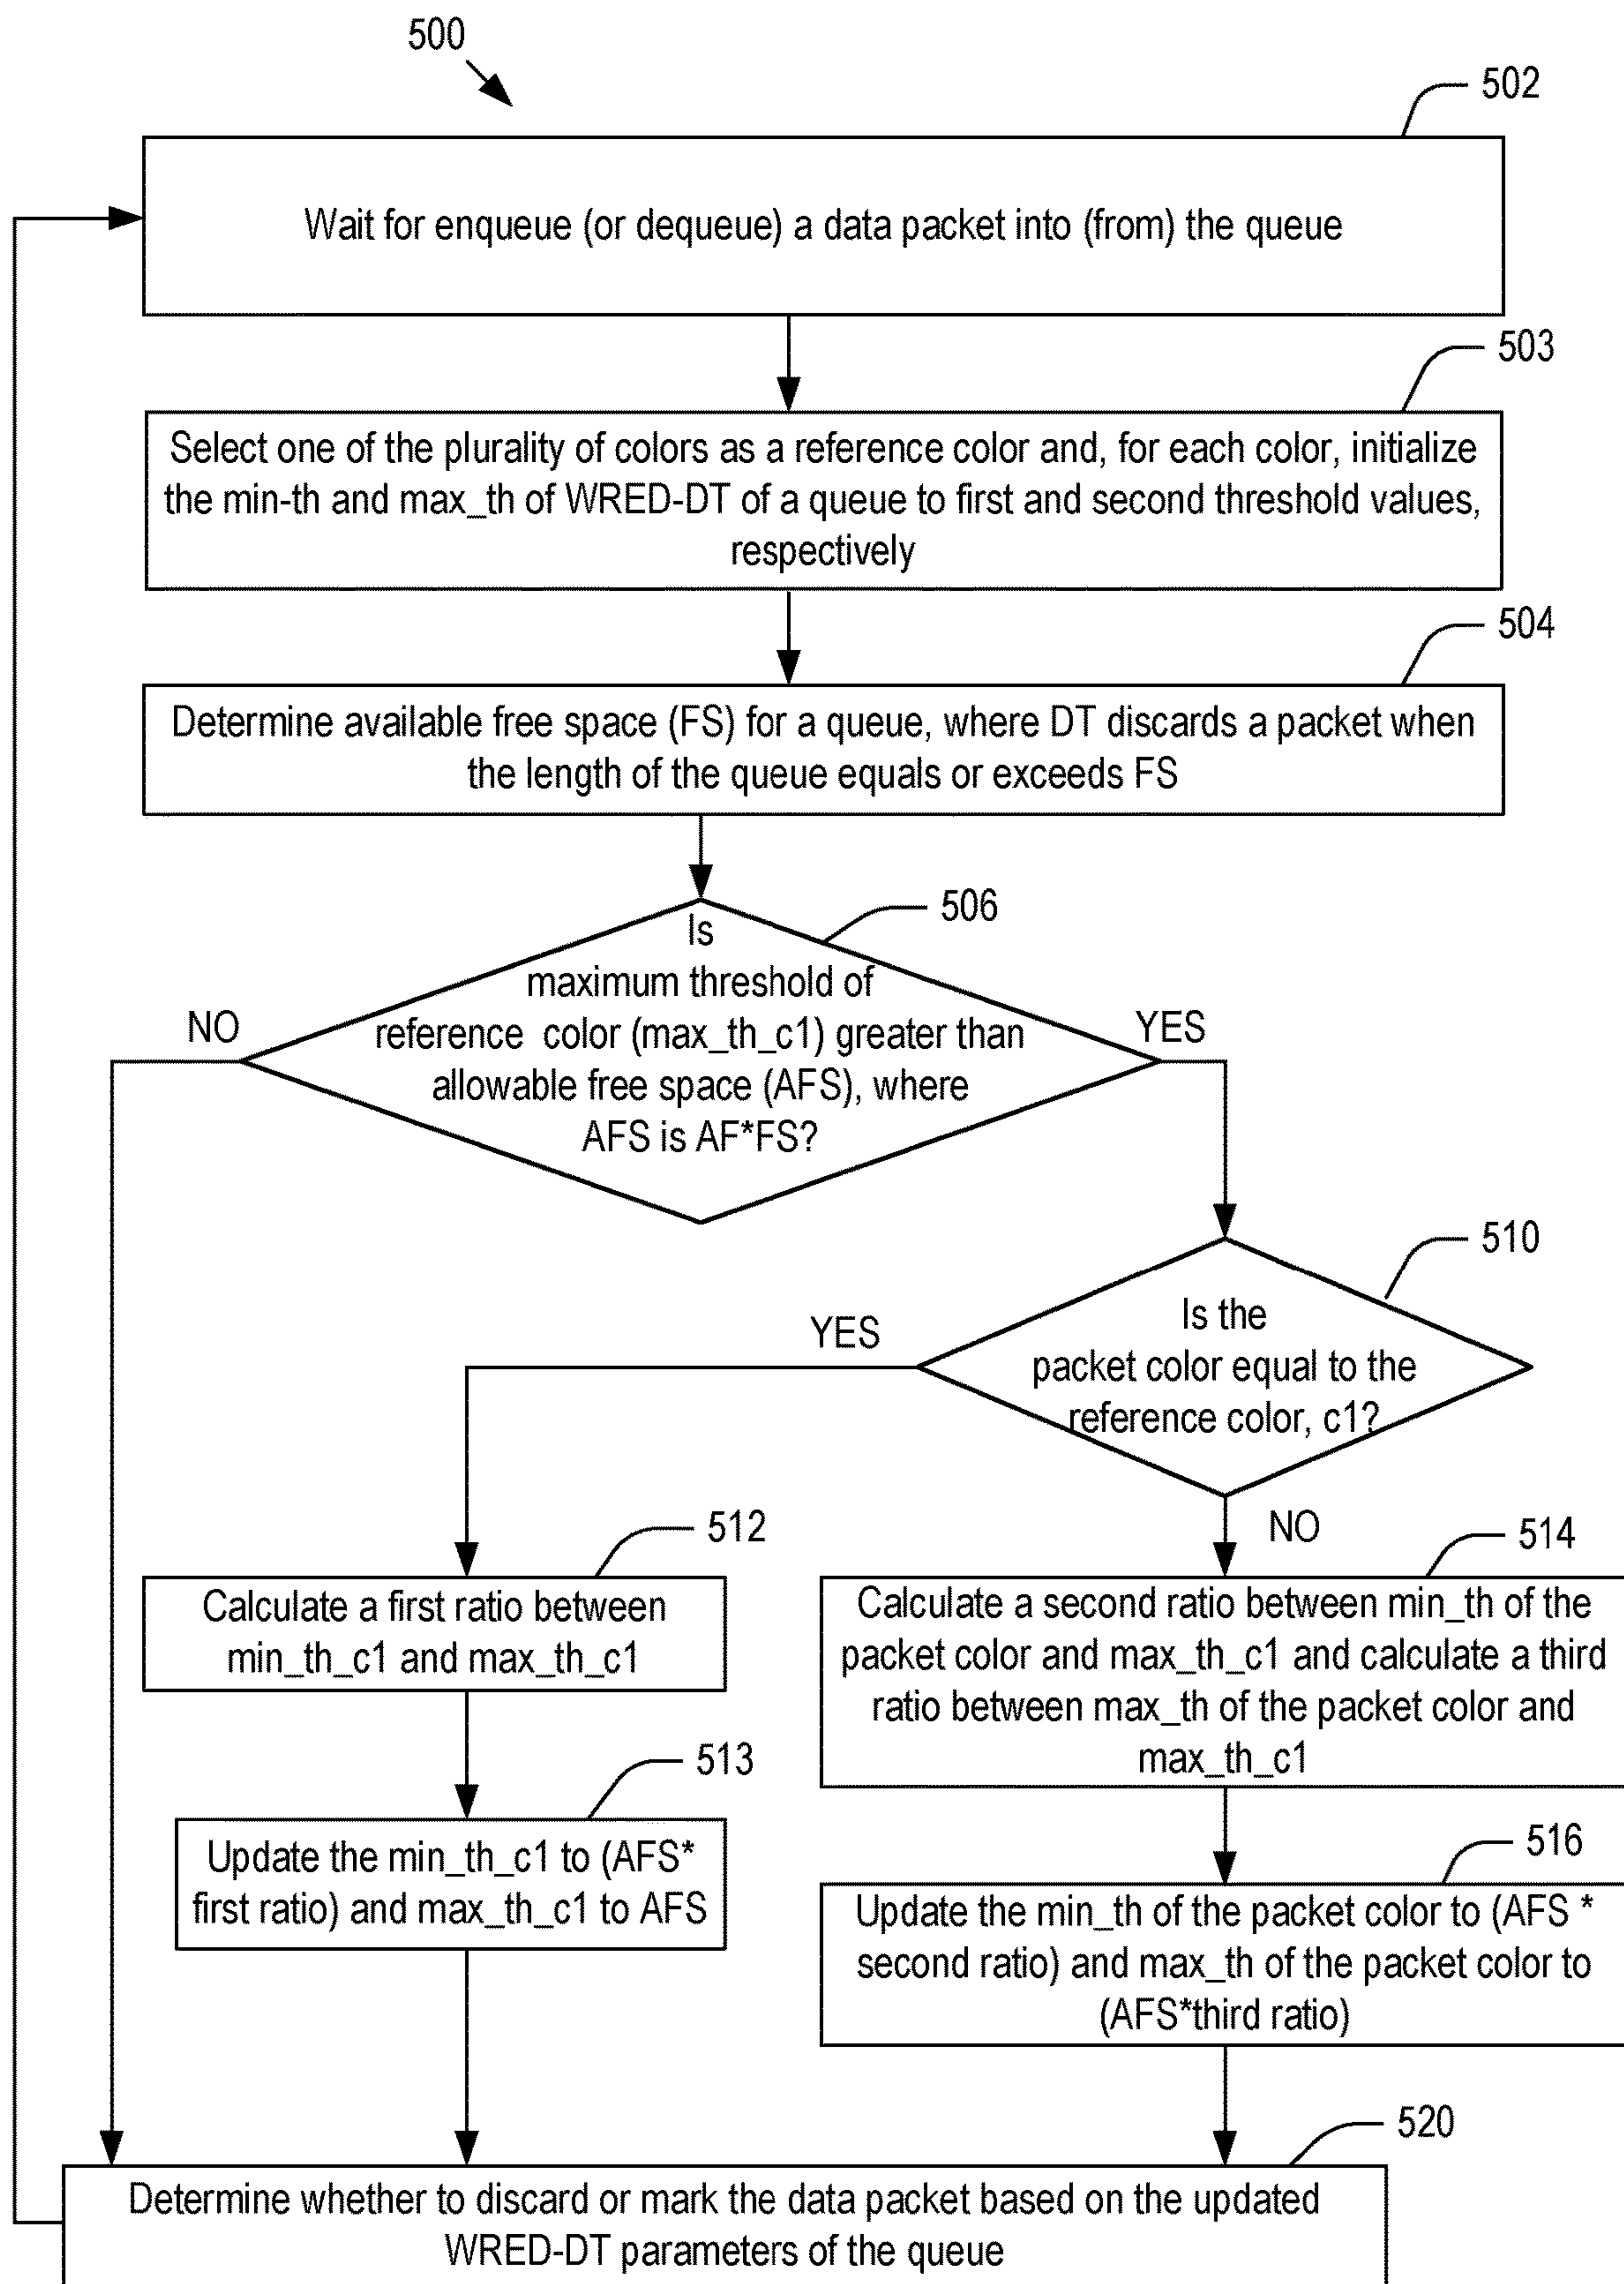 500
502
Wait for enqueue (or dequeue) a data packet into (from) the queue
503
Select one of the plurality of colors as a reference color and, for each color, initialize
the min-th and max_th of WRED-DT of a queue to first and second threshold values,
respectively
504
Determine available free space (FS) for a queue, where DT discards a packet when
the length of the queue equals or exceeds FS
506
Is
maximum threshold of
reference color (max_th_c1) greater than
allowable free space (AFS), where
AFS is AF*FS?
NO
YES
510
Is the
packet color equal to the
reference color, c1?
YES
NO
512
Calculate a first ratio between
min_th_c1 and max_th_c1
514
Calculate a second ratio between min_th of the
packet color and max_th_c1 and calculate a third
ratio between max_th of the packet color and
max_th_c1
513
Update the min_th_c1 to (AFS*
first ratio) and max_th_c1 to AFS
516
Update the min_th of the packet color to (AFS *
second ratio) and max_th of the packet color to
(AFS*third ratio)
520
Determine whether to discard or mark the data packet based on the updated
WRED-DT parameters of the queue